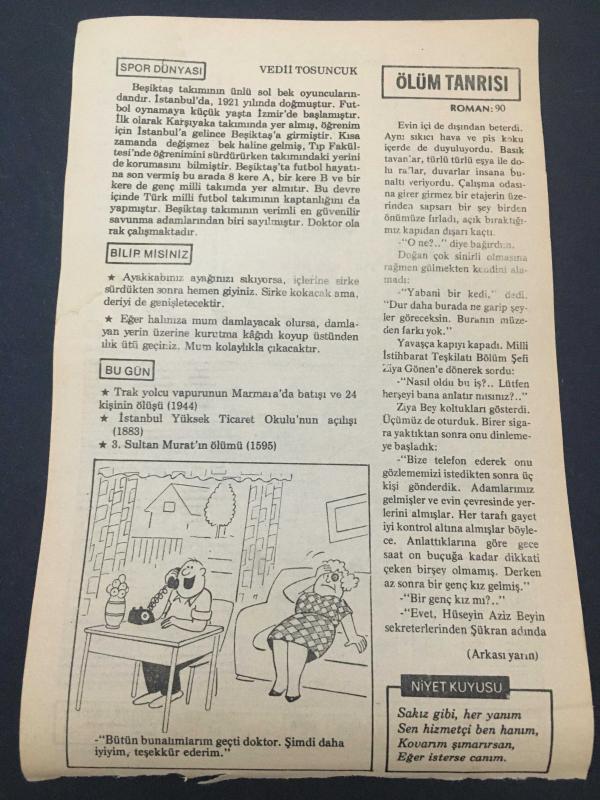 SPOR DÜNYASI
VEDİİ TOSUNCUK
Beşiktaş takımının ünlü sol bek oyuncuların-
dandır. İstanbul'da, 1921 yılında doğmuştur. Fut-
bol oynamaya küçük yaşta İzmir'de başlamıştır.
İlk olarak Karşıyaka takımında yer almış, öğrenim
için İstanbul'a gelince Beşiktaş'a girmiştir. Kısa
zamanda değişmez bek haline gelmiş, Tıp Fakül-
tesi'nde öğrenimini sürdürürken takımındaki yerini
de korumasını bilmiştir. Beşiktaş'ta futbol hayatı-
na son vermiş bu arada 8 kere A, bir kere B ve bir
kere de genç milli takımda yer almıtır. Bu devre
içinde Türk milli futbol takımının kaptanlığını da
yapmıştır. Beşiktaş takımının verimli en güvenilir
savunma adamlarından biri sayılmıştır. Doktor ola
rak çalışmaktadır.
BİLİP MİSİNİZ
★ Ayakkabınız ayağınızı sıkıyorsa, içlerine sirke
sürdükten sonra hemen giyiniz. Sirke kokacak ama,
deriyi de genişletecektir.
★ Eğer halınıza mum damlayacak olursa, damla-
yan yerin üzerine kurutma kâğıdı koyup üstünden
ılık ütü geçiriz. Mum kolaylıkla çıkacaktır.
BU GÜN
★ Trak yolcu vapurunun Marmara'da batışı ve 24
kişinin ölüşü (1944)
★ İstanbul Yüksek Ticaret Okulu'nun açılışı
(1883)
★ 3. Sultan Murat'ın ölümü (1595)
-"Bütün bunalımlarım geçti doktor. Şimdi daha
iyiyim, teşekkür ederim."
ÖLÜM TANRISI
ROMAN: 90
Evin içi de dışından beterdi.
Aynı sıkıcı hava ve pis koku
içerde de duyuluyordu. Basık
tavanlar, türlü türlü eşya ile do-
lu raflar, duvarlar insana bu-
naltı veriyordu. Çalışma odası-
na girer girmez bir etajerin üze-
rinden sapsarı bir şey birden
önümüze fırladı, açık bıraktığı-
mız kapıdan dışarı kaçtı.
-"O ne?.." diye bağırdım.
Doğan çok sinirli olmasına
rağmen gülmekten kendini ala-
madı:
-"Yabani bir kedi," dedi.
"Dur daha burada ne garip şey-
ler göreceksin. Buranın müze-
den farkı yok."
Yavaşça kapıyı kapadı. Milli
İstihbarat Teşkilatı Bölüm Şefi
Ziya Gönen'e dönerek sordu:
-"Nasıl oldu bu iş?.. Lütfen
herşeyi bana anlatır mısınız?.."
Ziya Bey koltukları gösterdi.
Üçümüz de oturduk. Birer siga-
ra yaktıktan sonra onu dinleme-
ye başladık:
-"Bize telefon ederek onu
gözlememizi istedikten sonra üç
kişi gönderdik. Adamlarımız
gelmişler ve evin çevresinde yer-
lerini almışlar. Her tarafı gayet
iyi kontrol altına almışlar böyle-
ce. Anlattıklarına göre gece
saat on buçuğa kadar dikkati
çeken birşey olmamış. Derken
az sonra bir genç kız gelmiş."
-"Bir genç kız mı?.."
-"Evet, Hüseyin Aziz Beyin
sekreterlerinden Şükran adında
(Arkası yarın)
NİYET KUYUSU
Sakız gibi, her yanım
Sen hizmetçi ben hanım,
Kovarım şımarırsan,
Eğer isterse canım.